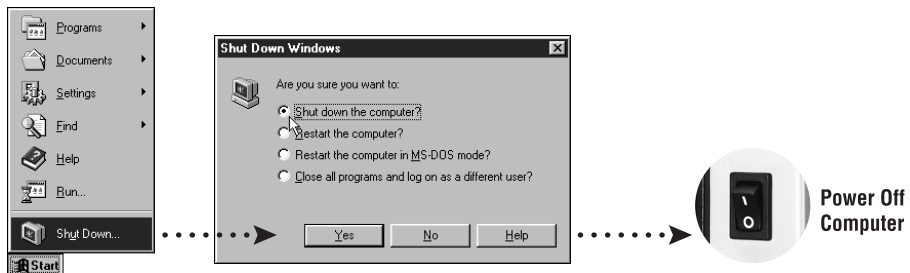 Programs
Documents
Settings
Find
Help
Run...
Shut Down...
Start
Shut Down Windows
Are you sure you want to:
Shut down the computer?
Restart the computer?
Restart the computer in MS-DOS mode?
Close all programs and log on as a different user?
Yes
No
Help
Power Off
Computer